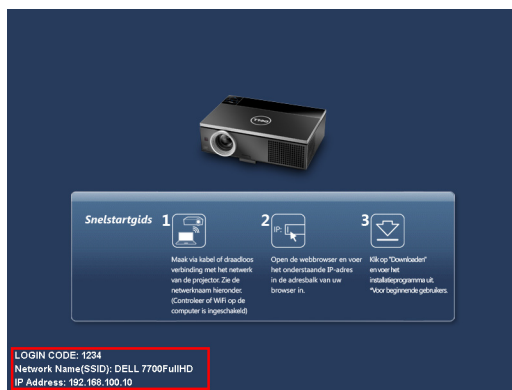 DELL
Snelstartgids
1
2
3
IP:
Maak via kabel of draadloos
verbinding met het netwerk
van de projector. Zie de
netwerknaam hieronder.
(Controleer of WiFi op de
computer is ingeschakeld)
Open de webbrowser en voer
het onderstaande IP-adres
in de adresbalk van uw
browser in.
Klik op "Downloaden"
en voer het
installatieprogramma uit.
*Voor beginnende gebruikers.
LOGIN CODE: 1234
Network Name(SSID): DELL 7700FullHD
IP Address: 192.168.100.10